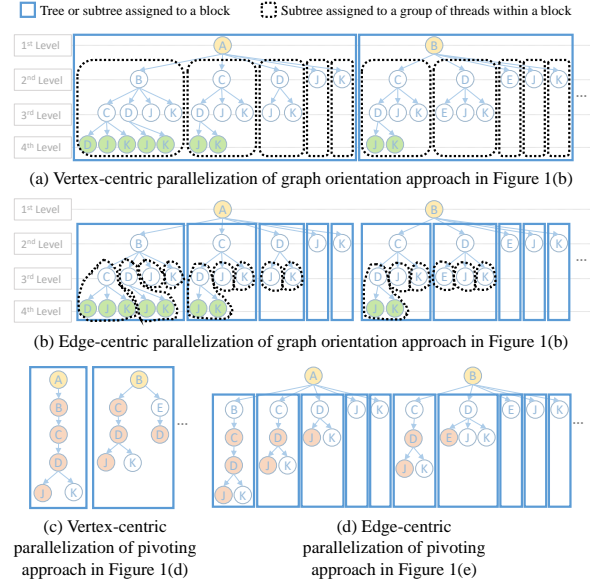 Tree or subtree assigned to a block
Subtree assigned to a group of threads within a block
1st Level
A B
2nd Level
B C D J K C D E J K
3rd Level
C D J K D J K J K D J K E J K
...
4th Level
D J K J K J K J K
(a) Vertex-centric parallelization of graph orientation approach in Figure 1(b)
1st Level
A B
2nd Level
B C D J K C D E J K
...
3rd Level
C D J K D J K J K D J K E J K
4th Level
D J K J K J K J K
(b) Edge-centric parallelization of graph orientation approach in Figure 1(b)
A B
B C E
C D D
D J K
J K
...
(c) Vertex-centric
parallelization of pivoting
approach in Figure 1(d)
A B
B C D J K C D E J K
...
C D J K D E J K
D J K J K
J K
(d) Edge-centric
parallelization of pivoting
approach in Figure 1(e)